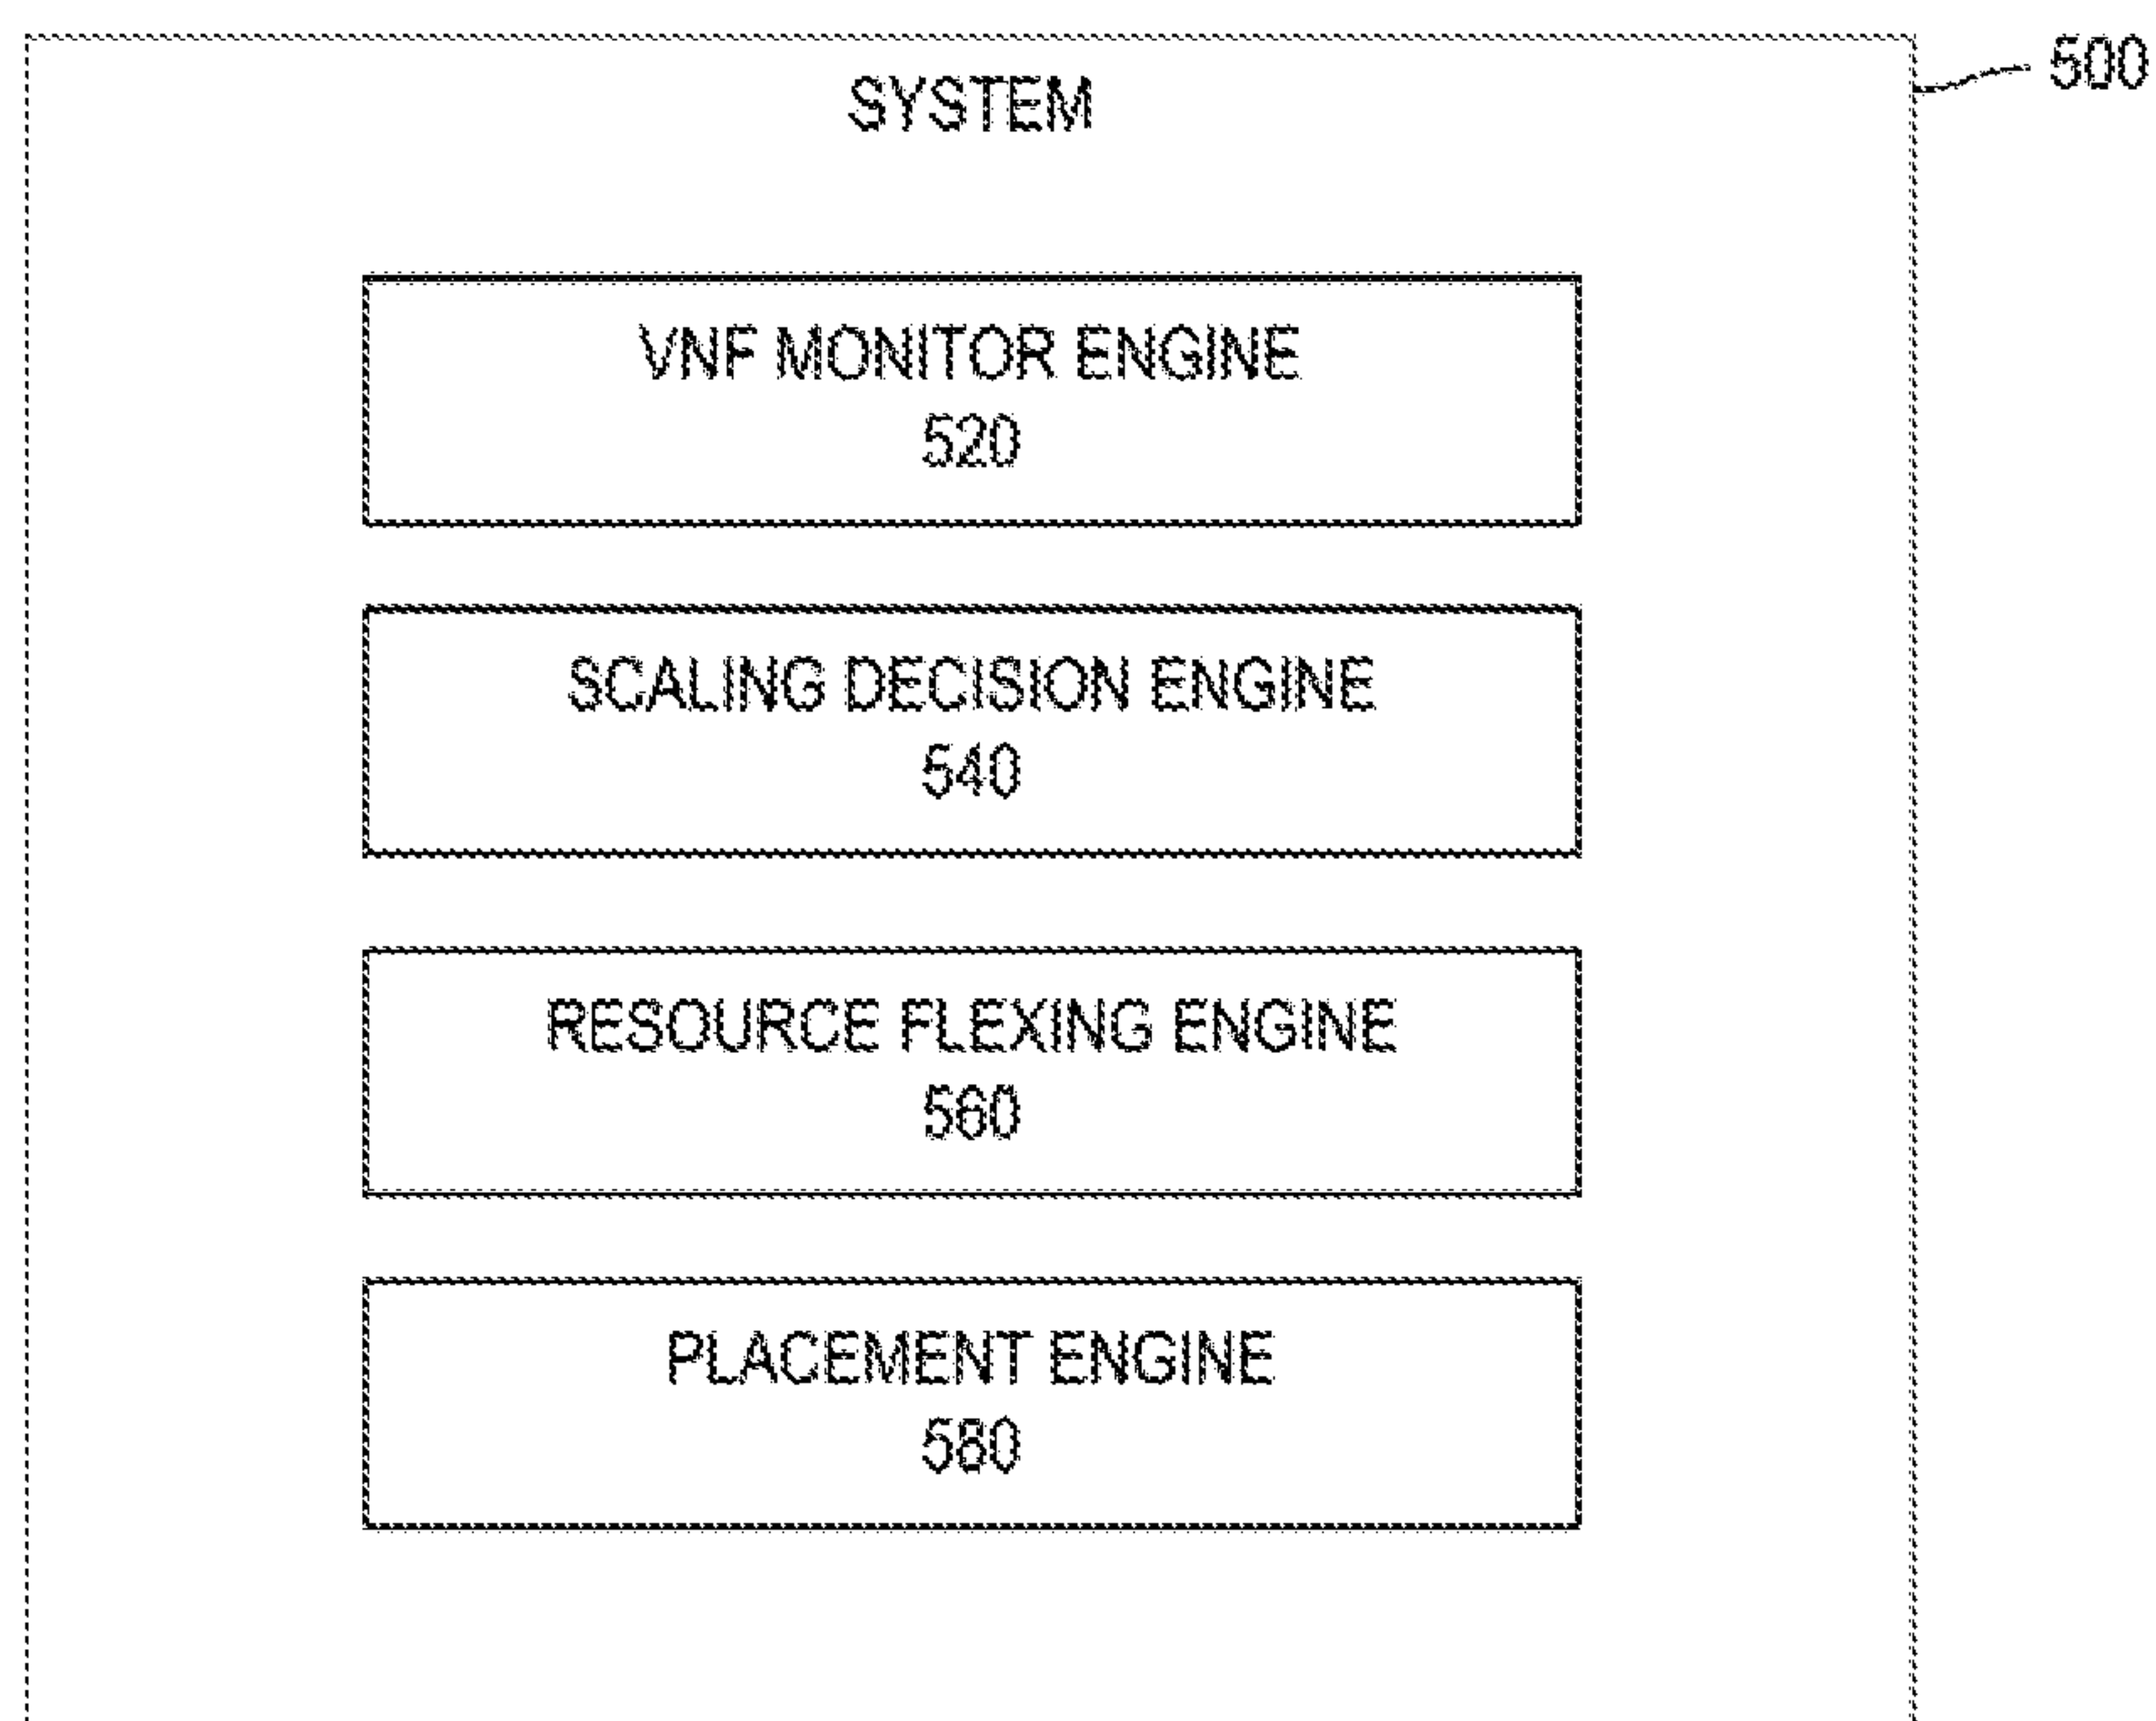 SYSTEM
500
VNF MONITOR ENGINE
520
SCALING DECISION ENGINE
540
RESOURCE FLEXING ENGINE
560
PLACEMENT ENGINE
580